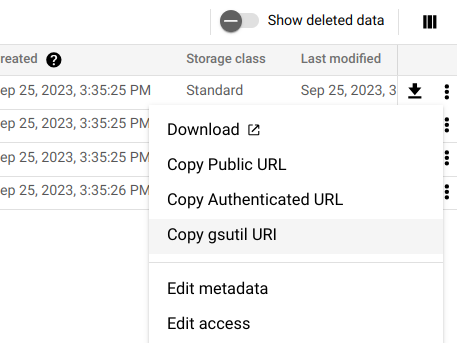 Show deleted data
reated ? Storage class Last modified
ep 25, 2023, 3:35:25 PM Standard Sep 25, 2023, 3
ep 25, 2023, 3:35:25 PM
ep 25, 2023, 3:35:25 PM
ep 25, 2023, 3:35:26 PM
Download
Copy Public URL
Copy Authenticated URL
Copy gsutil URI
Edit metadata
Edit access